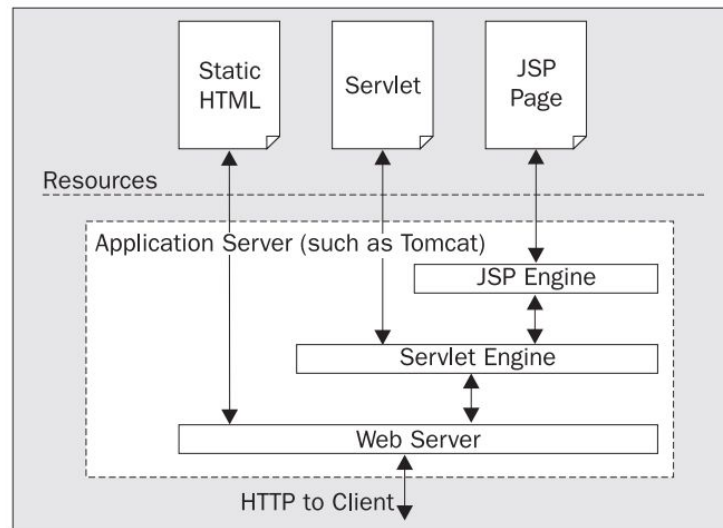 Static
HTML
Servlet
JSP
Page
Resources
Application Server (such as Tomcat)
JSP Engine
Servlet Engine
Web Server
HTTP to Client